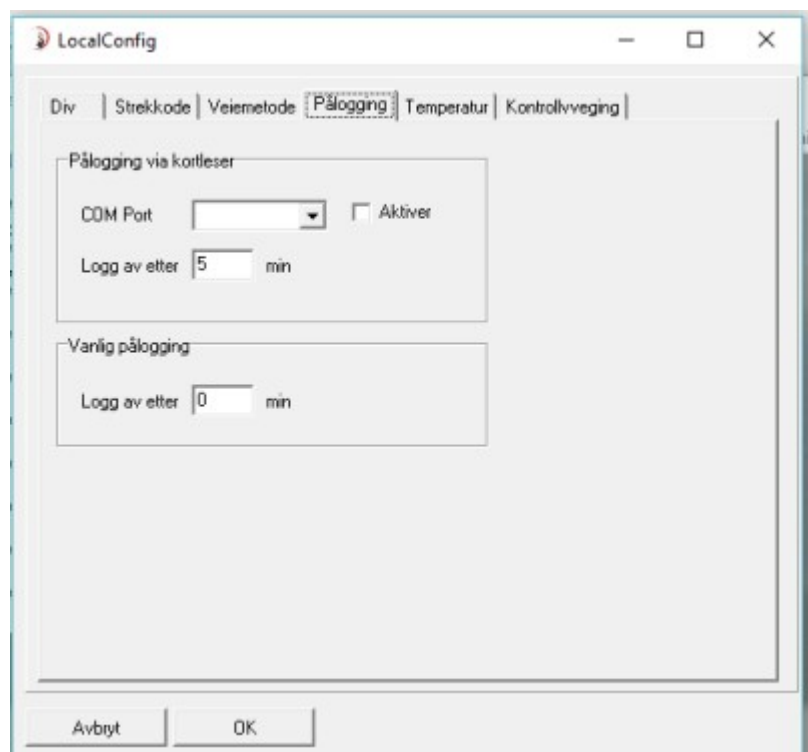 LocalConfig
Div Strekkode Veiemetode Pålogging Temperatur Kontrollvveging
Pålogging via kortleser
COM Port Aktiver
Logg av etter 5 min
Vanlig pålogging
Logg av etter 0 min
Avbryt OK